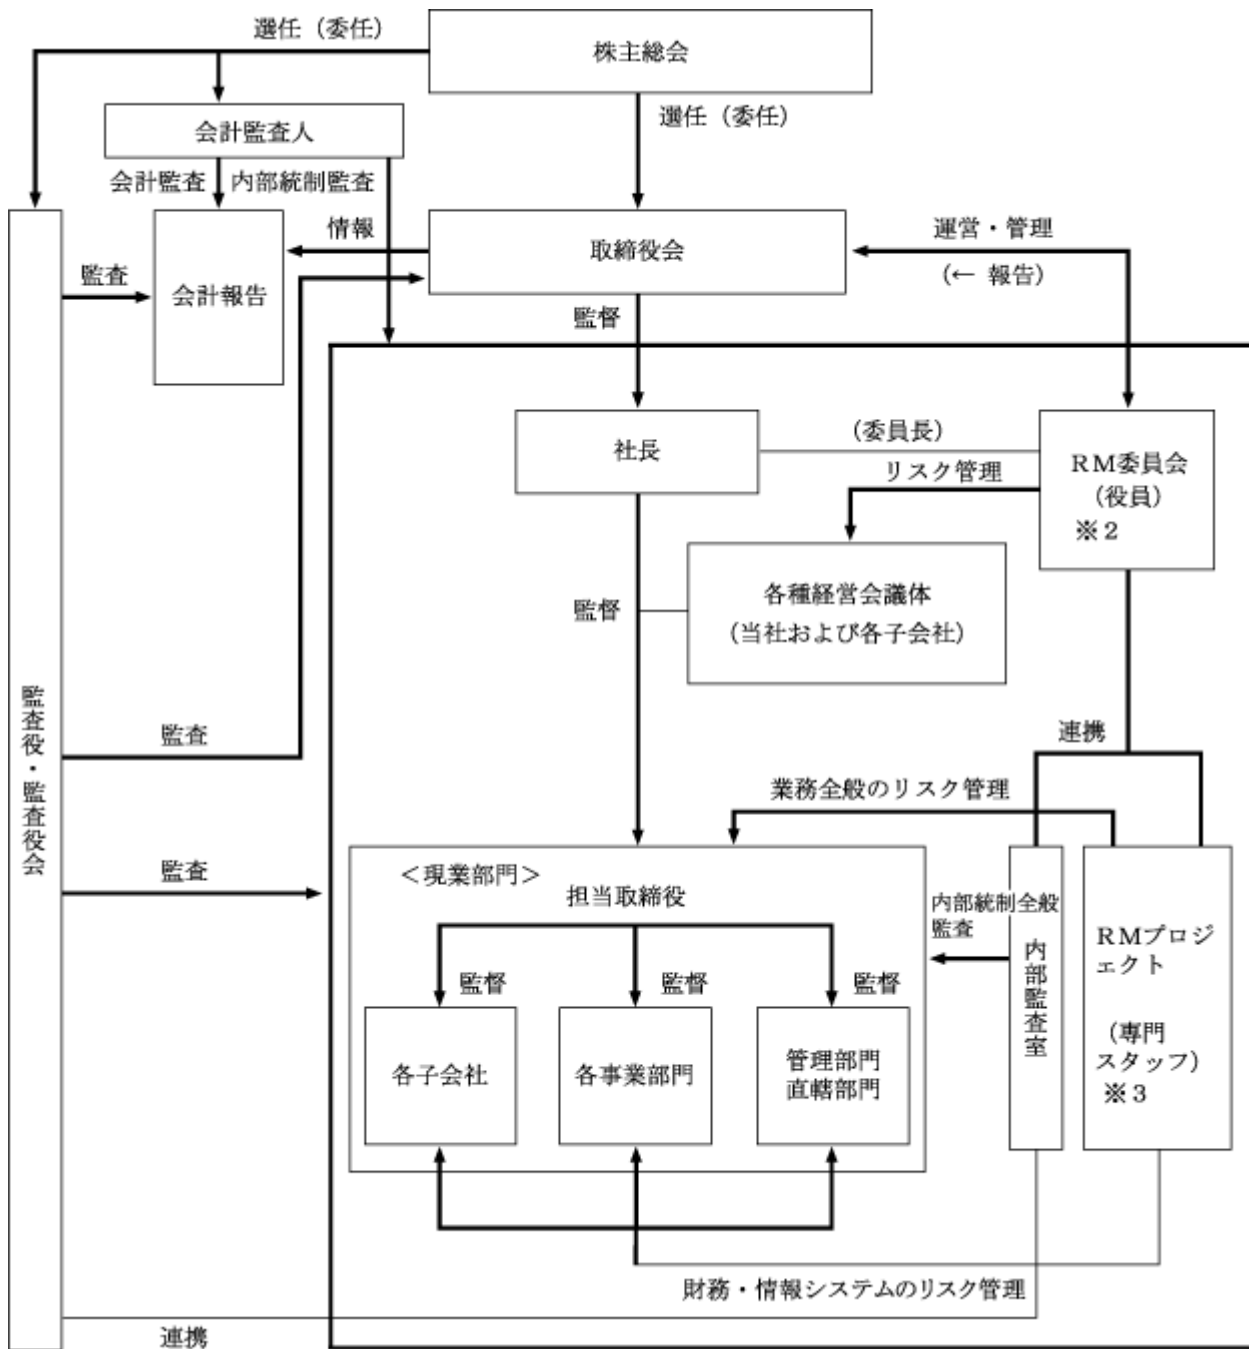 選任（委任）
株主総会
選任（委任）
会計監査人
会計監査
内部統制監査
情報
取締役会
運営・管理
（← 報告）
監査
会計報告
監督
社長
（委員長）
リスク管理
ＲＭ委員会
（役員）
※２
各種経営会議体
（当社および各子会社）
監督
監査役・監査役会
監査
連携
業務全般のリスク管理
監査
＜現業部門＞
担当取締役
内部統制全般
監査
監督
監督
監督
各子会社
各事業部門
管理部門
直轄部門
内部監査室
ＲＭプロジ
ェクト
（専門
スタッフ）
※３
財務・情報システムのリスク管理
連携